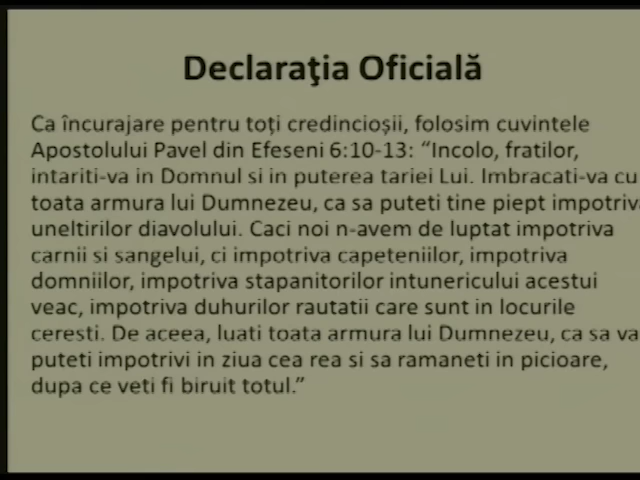 Declaraţia Oficială
Ca încurajare pentru toți credincioșii, folosim cuvintele
Apostolului Pavel din Efeseni 6:10-13: “Incolo, fratilor,
intariti-va in Domnul si in puterea tariei Lui. Imbracati-va cu
toata armura lui Dumnezeu, ca sa puteti tine piept impotriva
uneltirilor diavolului. Caci noi n-avem de luptat impotriva
carnii si sangelui, ci impotriva capeteniilor, impotriva
domniilor, impotriva stapanitorilor intunericului acestui
veac, impotriva duhurilor rautatii care sunt in locurile
ceresti. De aceea, luati toata armura lui Dumnezeu, ca sa va
puteti impotrivi in ziua cea rea si sa ramaneti in picioare,
dupa ce veti fi biruit totul.”